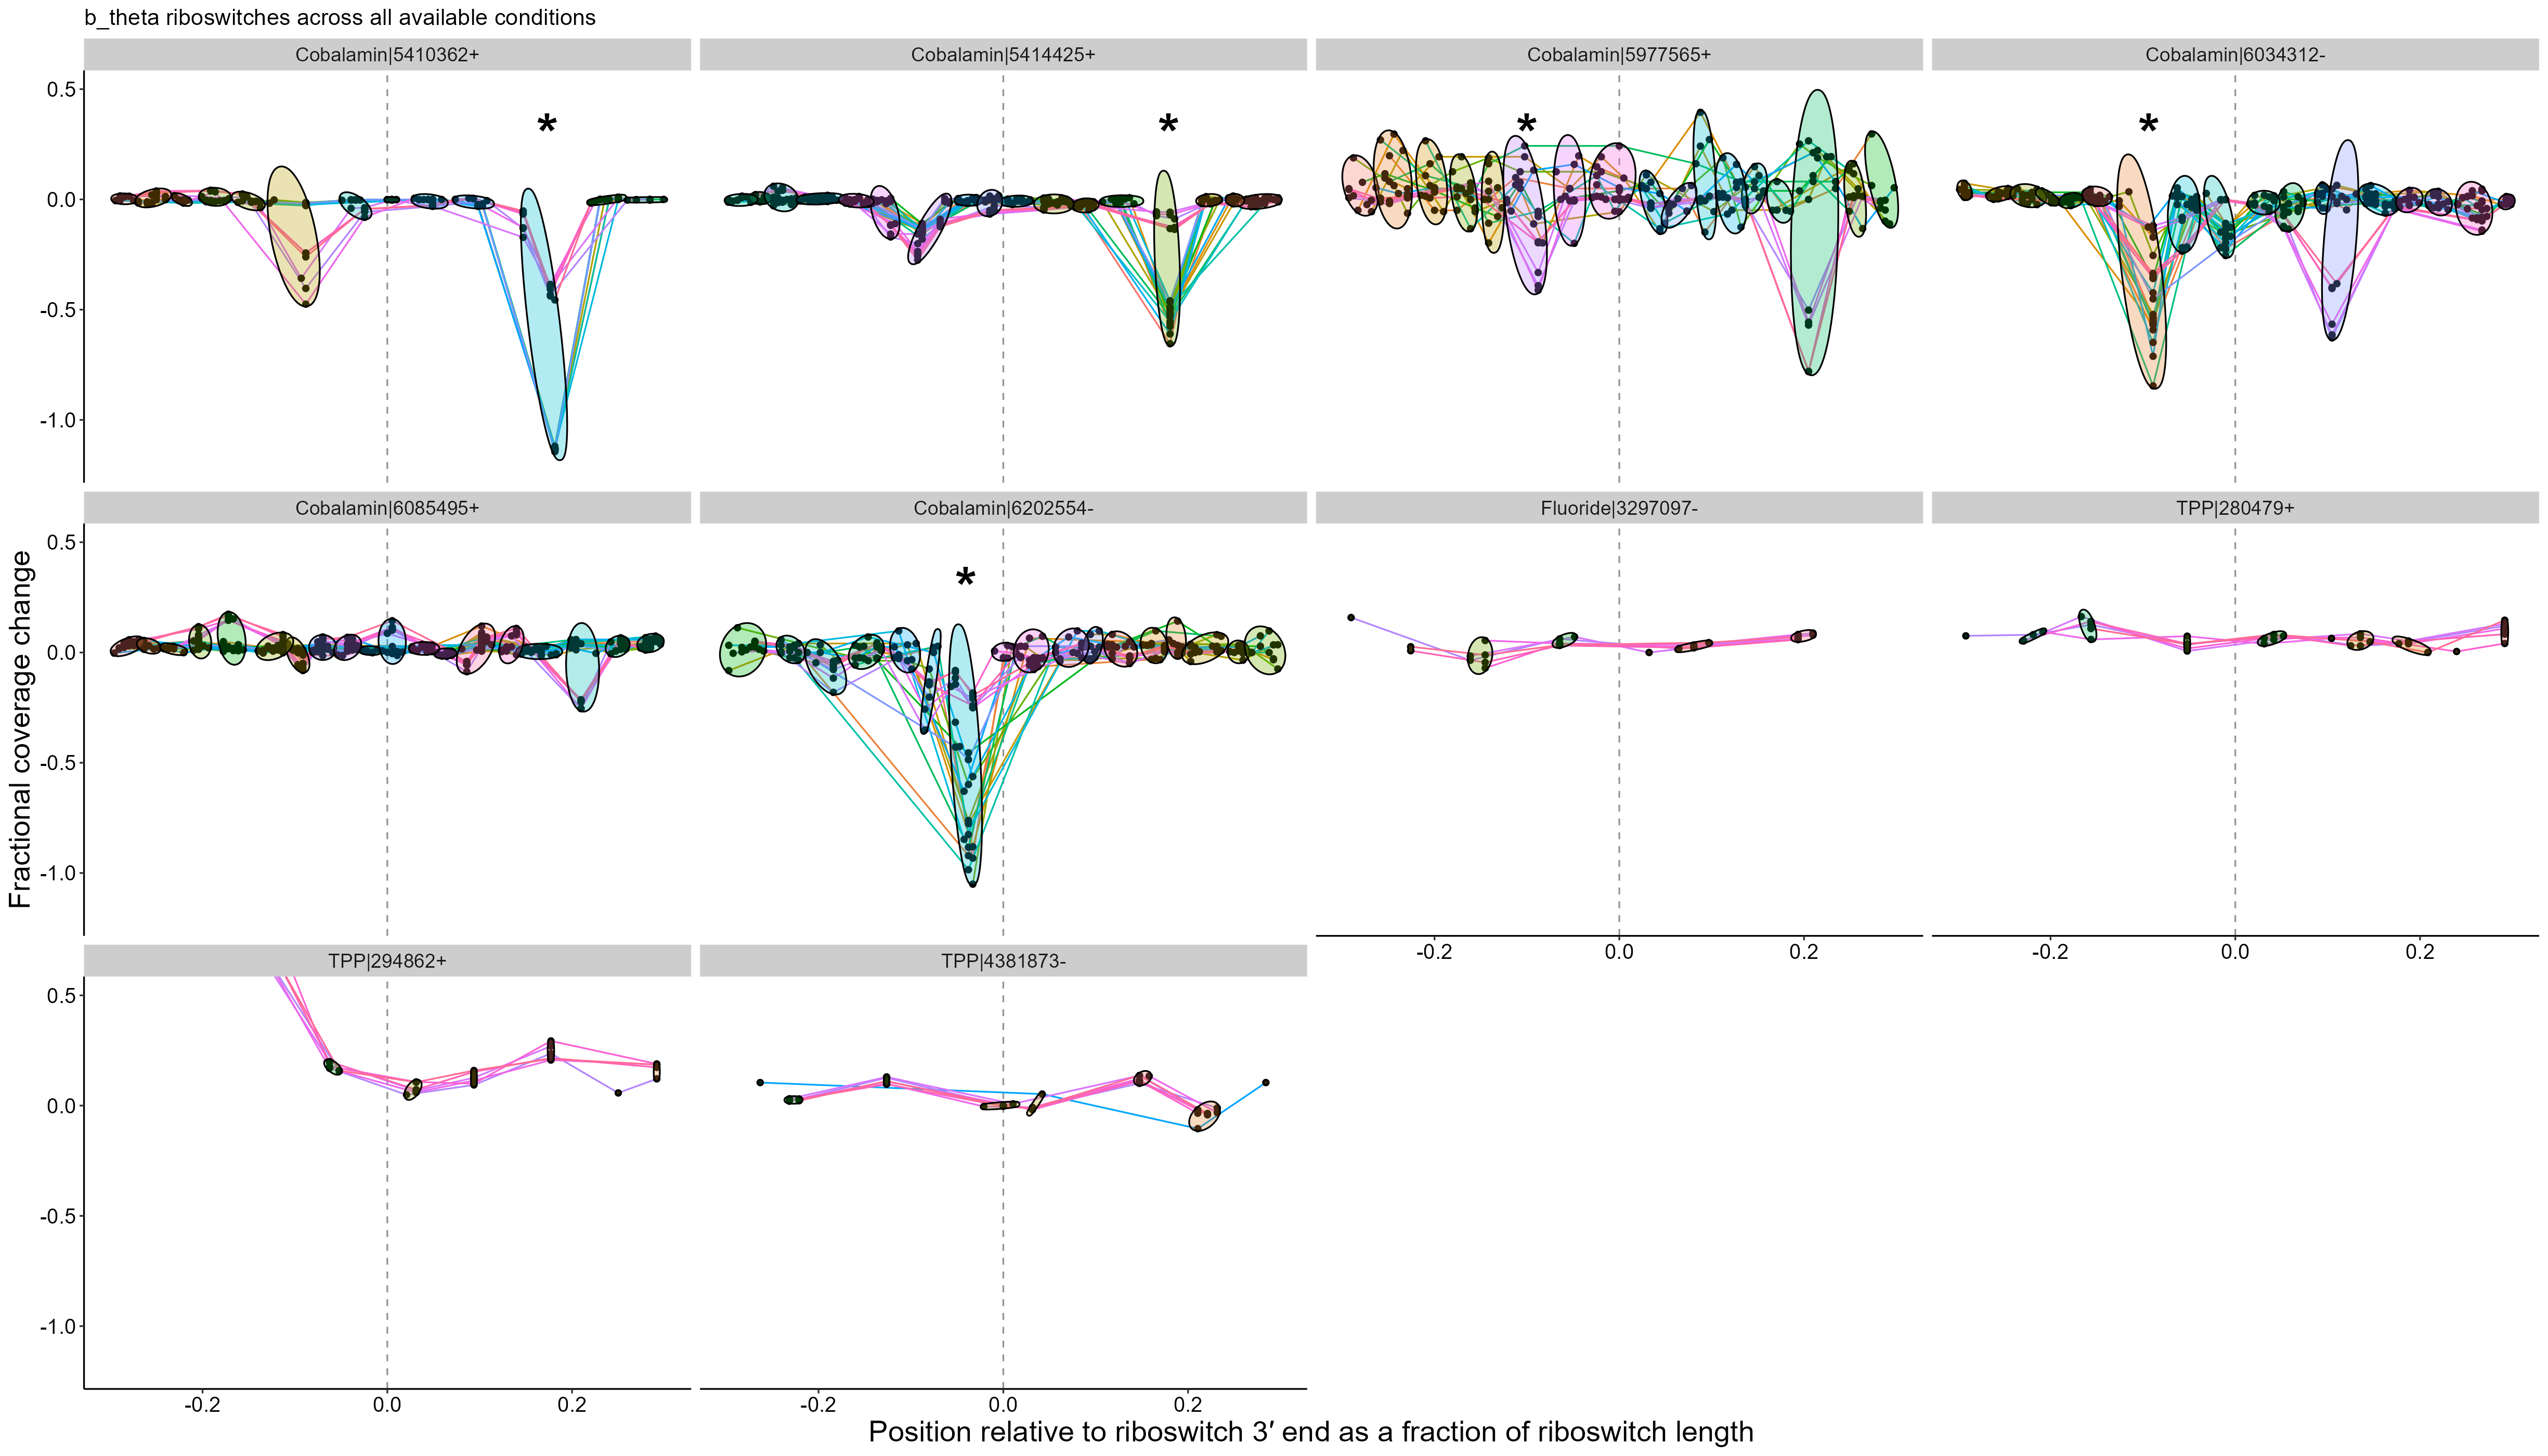 b_theta riboswitches across all available conditions
Cobalamin|5410362+
Cobalamin|5414425+
Cobalamin|5977565+
Cobalamin|6034312-
0.5
0.0
-0.5
-1.0
*
*
*
*
Cobalamin|6085495+
Cobalamin|6202554-
Fluoride|3297097-
TPP|280479+
0.5
0.0
-0.5
-1.0
*
-0.2 0.0 0.2
-0.2 0.0 0.2
Fractional coverage change
TPP|294862+
TPP|4381873-
0.5
0.0
-0.5
-1.0
-0.2 0.0 0.2
-0.2 0.0 0.2
Position relative to riboswitch 3′ end as a fraction of riboswitch length